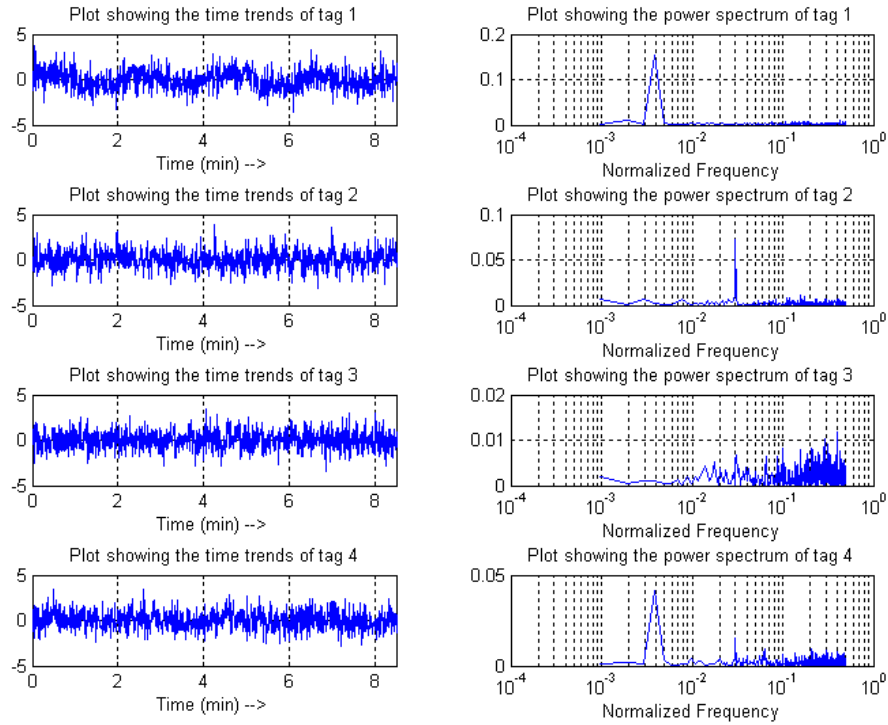 Plot showing the time trends of tag 1
5
0
-5
0 2 4 6 8
Time (min) -->
Plot showing the power spectrum of tag 1
0.2
0.1
0
10^-4 10^-3 10^-2 10^-1 10^0
Normalized Frequency
Plot showing the time trends of tag 2
5
0
-5
0 2 4 6 8
Time (min) -->
Plot showing the power spectrum of tag 2
0.1
0.05
0
10^-4 10^-3 10^-2 10^-1 10^0
Normalized Frequency
Plot showing the time trends of tag 3
5
0
-5
0 2 4 6 8
Time (min) -->
Plot showing the power spectrum of tag 3
0.02
0.01
0
10^-4 10^-3 10^-2 10^-1 10^0
Normalized Frequency
Plot showing the time trends of tag 4
5
0
-5
0 2 4 6 8
Time (min) -->
Plot showing the power spectrum of tag 4
0.05
0
10^-4 10^-3 10^-2 10^-1 10^0
Normalized Frequency